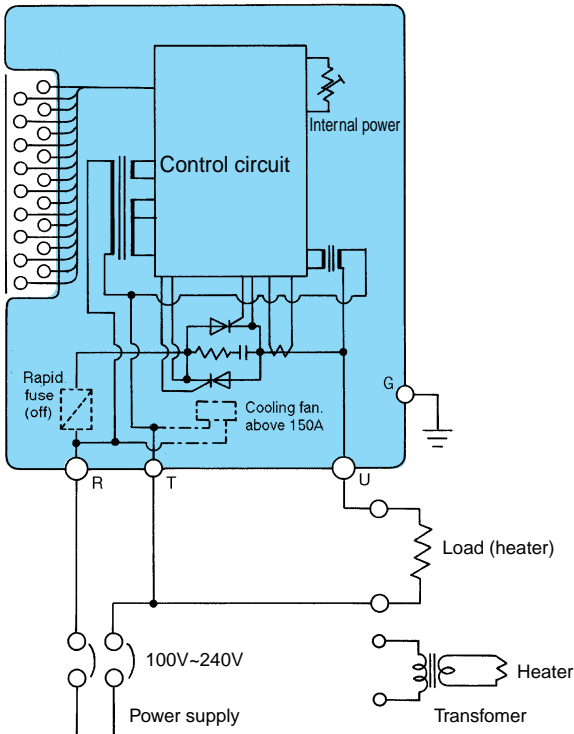 Internal power
Control circuit
Rapid
fuse
(off)
Cooling fan.
above 150A
G
R
T
U
Load (heater)
100V~240V
Heater
Power supply
Transfomer